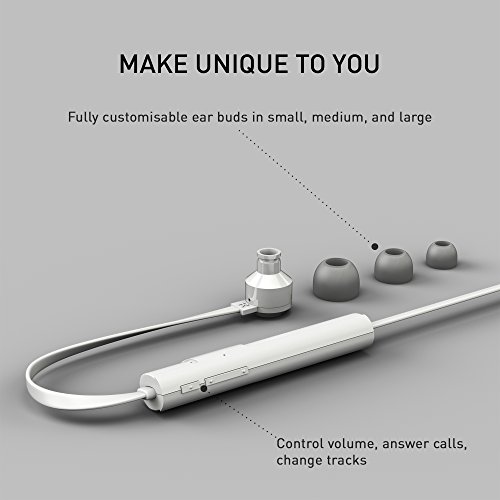 MAKE UNIQUE TO YOU
Fully customisable ear buds in small, medium, and large
Control volume, answer calls,
change tracks